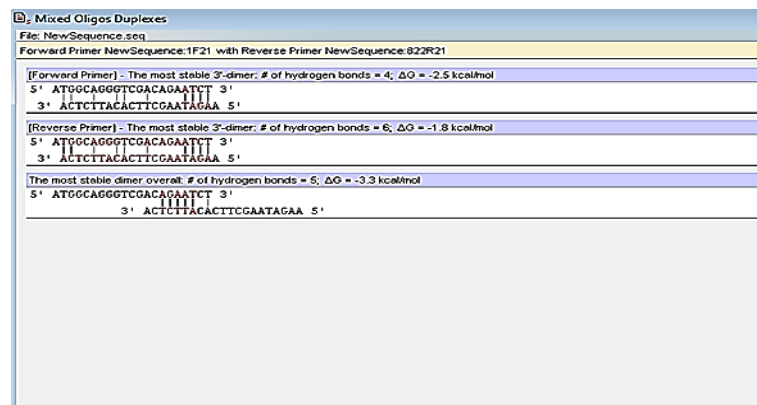 Mixed Oligos Duplexes
File: NewSequence.seq
Forward Primer NewSequence:1F21 with Reverse Primer NewSequence:822R21
[Forward Primer] - The most stable 3'-dimer: # of hydrogen bonds = 4; ΔG = -2.5 kcal/mol
5' ATGGCAGGGTCGACAGAATCT 3'
3' ACTCTTACACTTCGAATAGAA 5'
[Reverse Primer] - The most stable 3'-dimer: # of hydrogen bonds = 6; ΔG = -1.8 kcal/mol
5' ATGGCAGGGTCGACAGAATCT 3'
3' ACTCTTACACTTCGAATAGAA 5'
The most stable dimer overall: # of hydrogen bonds = 5; ΔG = -3.3 kcal/mol
5' ATGGCAGGGTCGACAGAATCT 3'
3' ACTCTTACACTTCGAATAGAA 5'